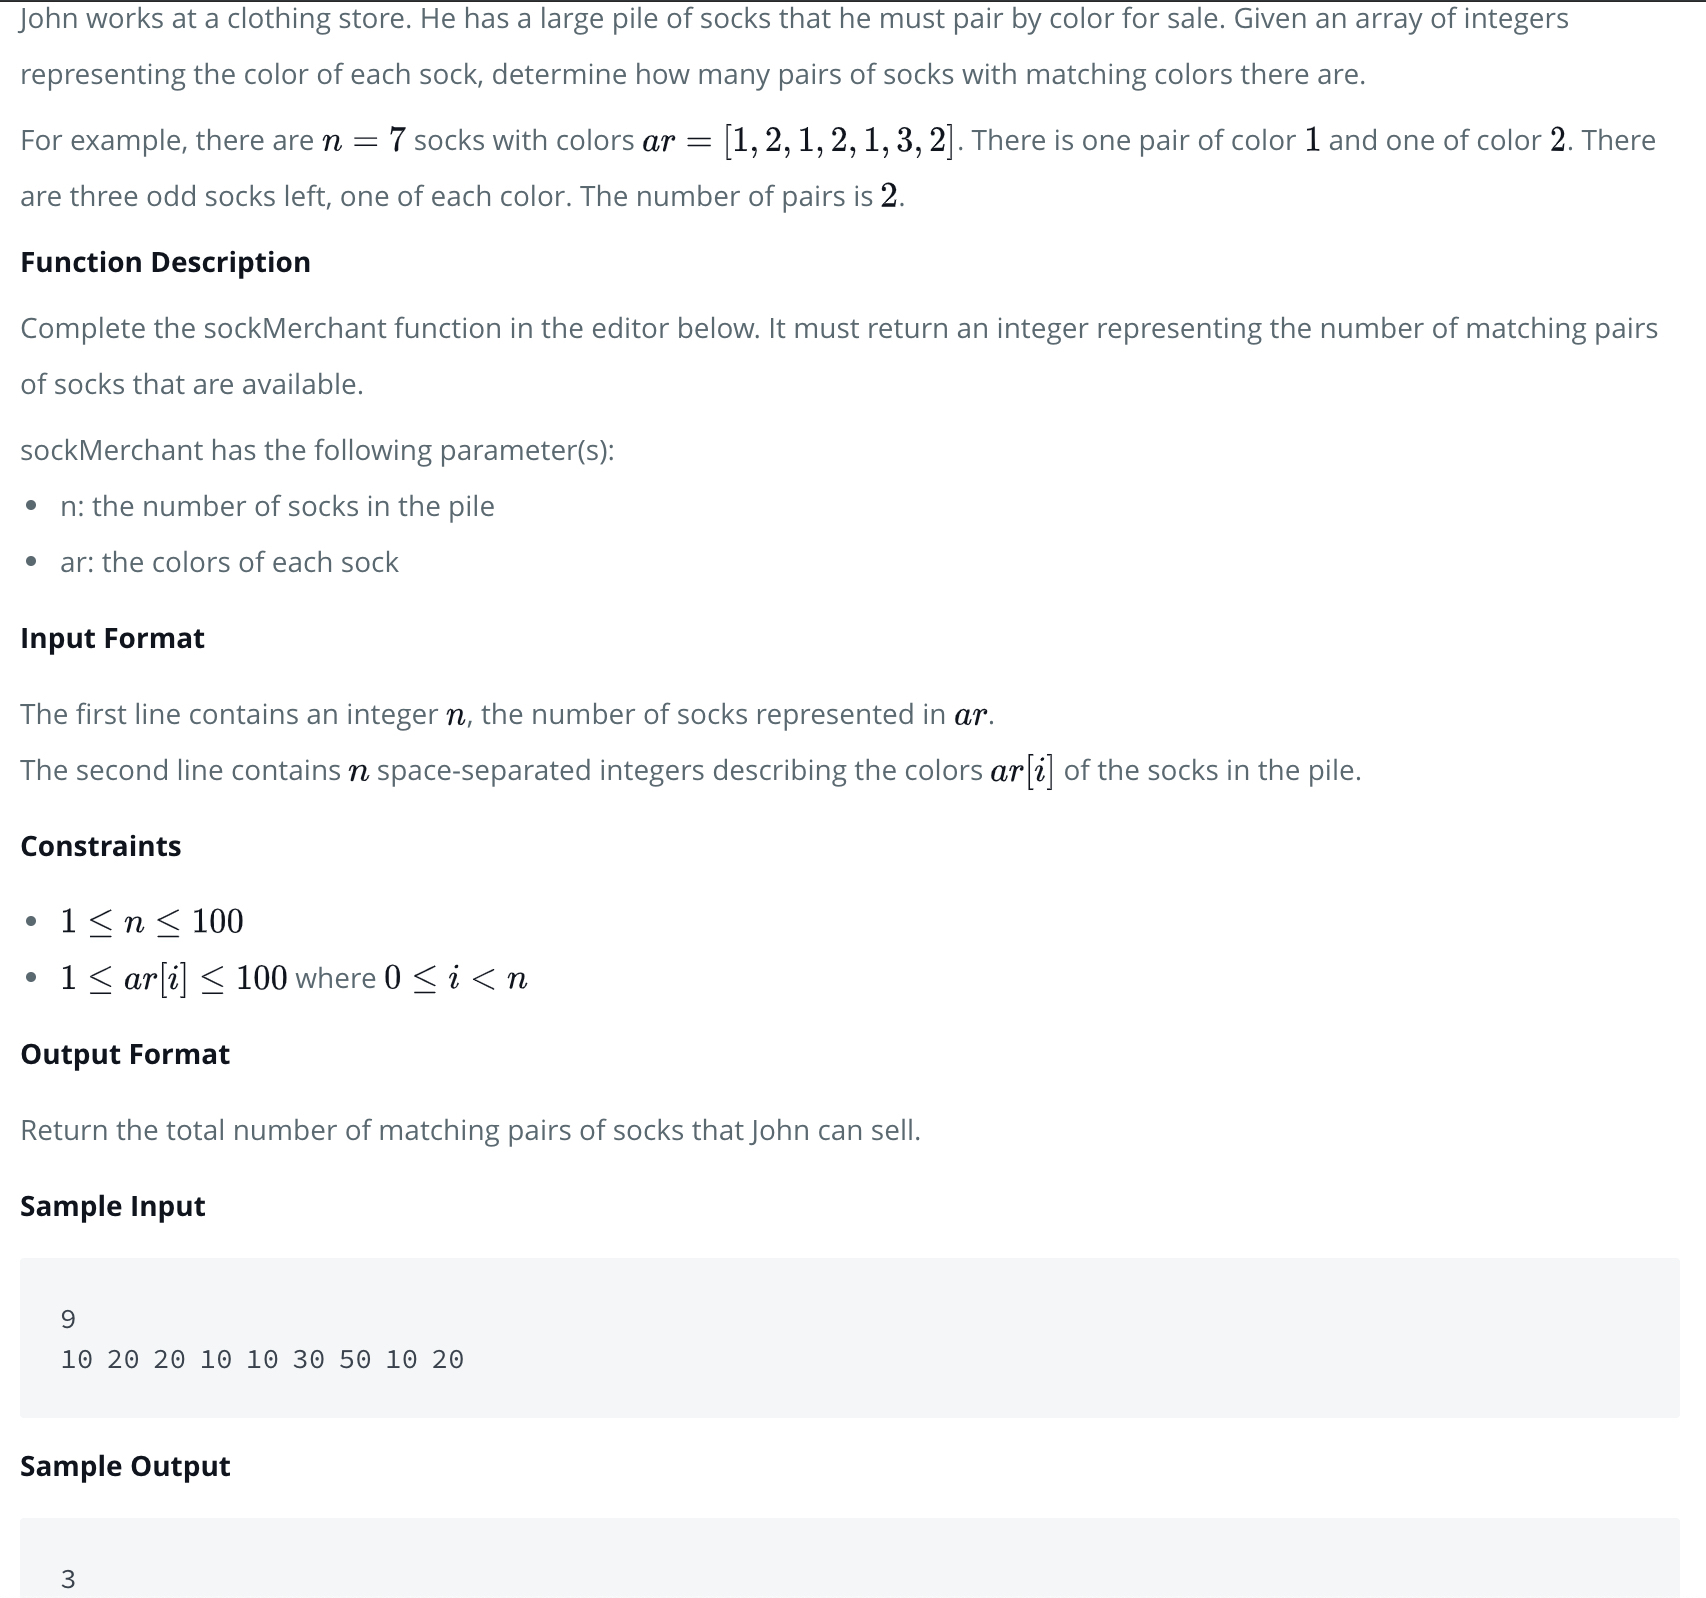 John works at a clothing store. He has a large pile of socks that he must pair by color for sale. Given an array of integers
representing the color of each sock, determine how many pairs of socks with matching colors there are.
For example, there are n = 7 socks with colors ar = [1, 2, 1, 2, 1, 3, 2]. There is one pair of color 1 and one of color 2. There
are three odd socks left, one of each color. The number of pairs is 2.
Function Description
Complete the sockMerchant function in the editor below. It must return an integer representing the number of matching pairs
of socks that are available.
sockMerchant has the following parameter(s):
• n: the number of socks in the pile
• ar: the colors of each sock
Input Format
The first line contains an integer n, the number of socks represented in ar.
The second line contains n space-separated integers describing the colors ar[i] of the socks in the pile.
Constraints
• 1 ≤ n ≤ 100
• 1 ≤ ar[i] ≤ 100 where 0 ≤ i < n
Output Format
Return the total number of matching pairs of socks that John can sell.
Sample Input
9
10 20 20 10 10 30 50 10 20
Sample Output
3